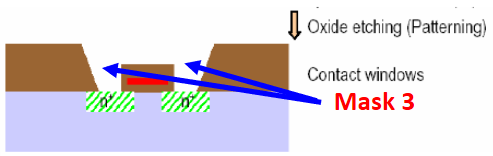 Oxide etching (Patterning)
Contact windows
Mask 3
n+ n+